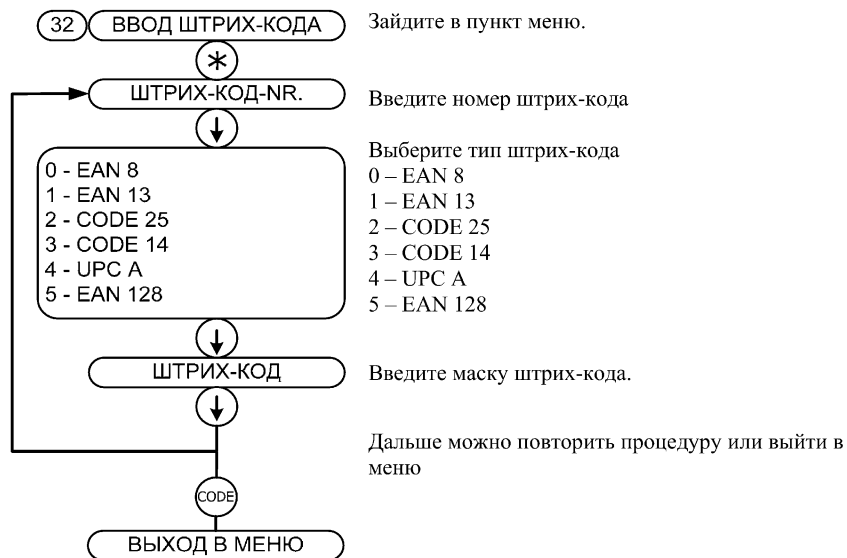 32 ВВОД ШТРИХ-КОДА
Зайдите в пункт меню.
*
ШТРИХ-КОД-NR.
Введите номер штрих-кода
Выберите тип штрих-кода
0 - EAN 8
1 - EAN 13
2 - CODE 25
3 - CODE 14
4 - UPC A
5 - EAN 128
0 – EAN 8
1 – EAN 13
2 – CODE 25
3 – CODE 14
4 – UPC A
5 – EAN 128
ШТРИХ-КОД
Введите маску штрих-кода.
Дальше можно повторить процедуру или выйти в
меню
CODE
ВЫХОД В МЕНЮ